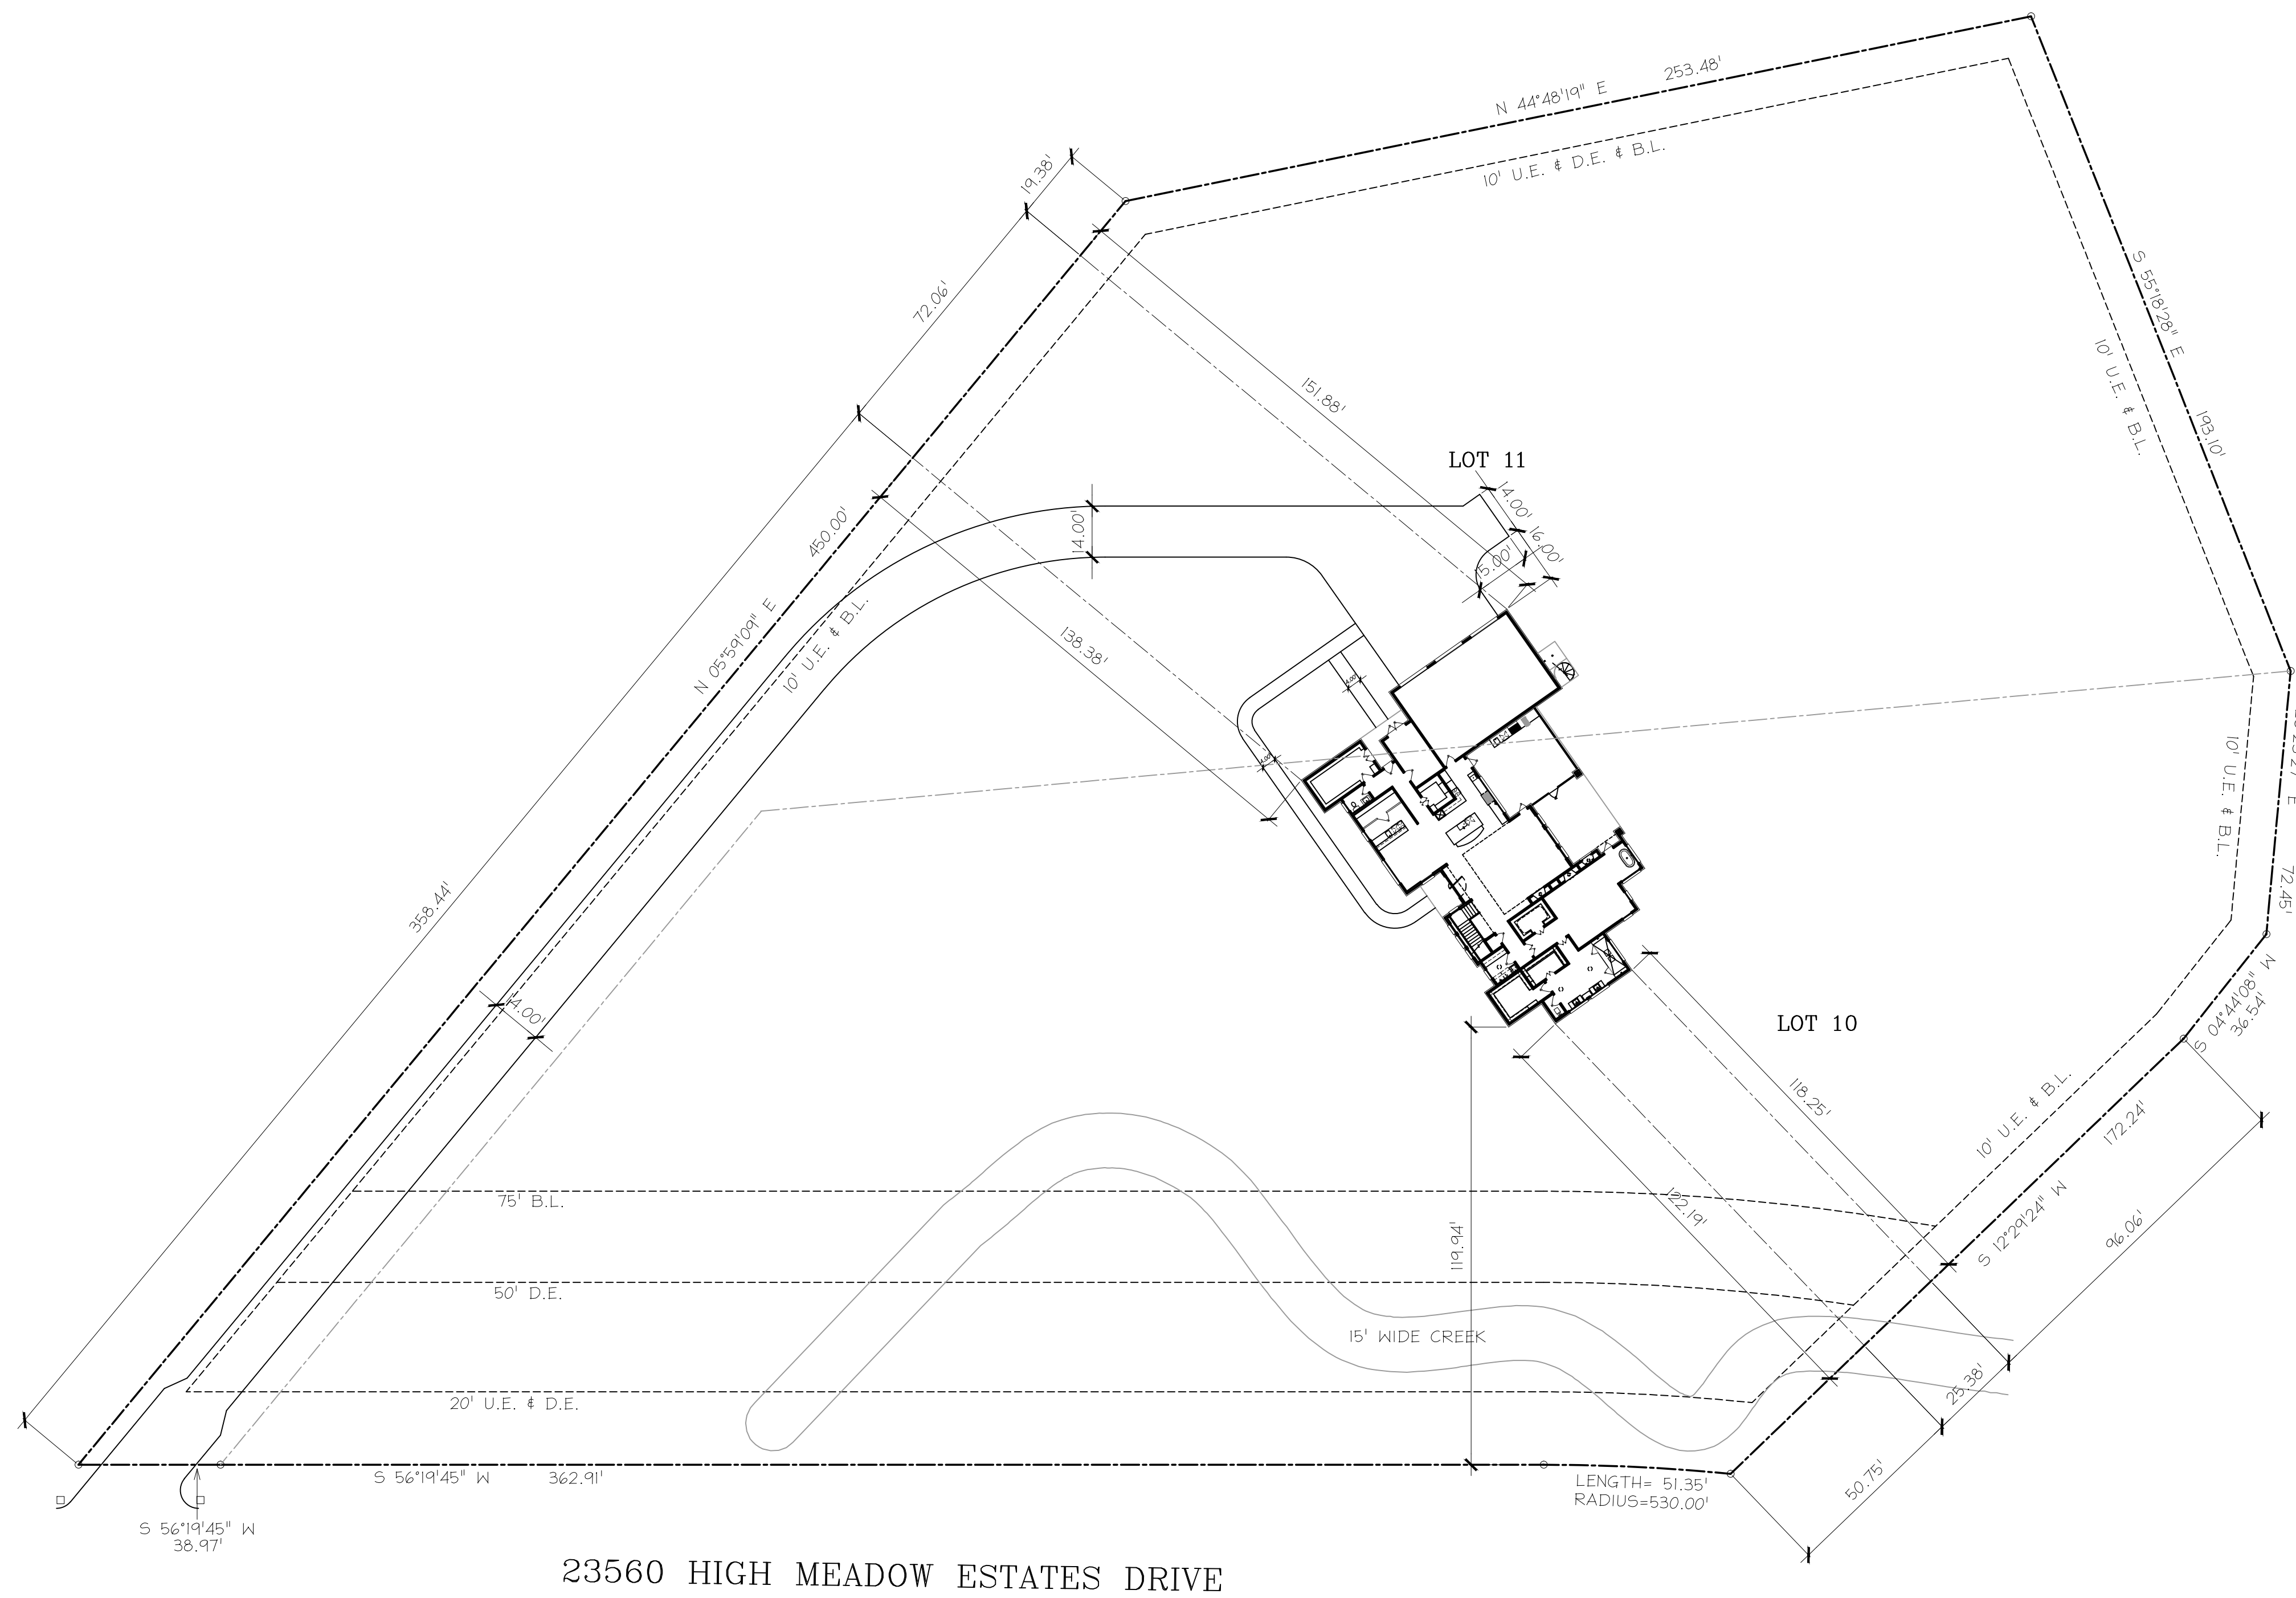 N 44°48'19" E 253.48'
10' U.E. & D.E. & B.L.
19.38'
72.06'
S 55°18'28" E
10' U.E. & B.L.
193.10'
151.88'
LOT 11
14.00'
16.00'
15.00'
14.00'
450.00'
N 05°59'09" E
10' U.E. & B.L.
138.38'
4.00'
4.00'
10' U.E. & B.L.
72.45'
358.44'
14.00'
S 04°44'08" W
36.54'
LOT 10
118.25'
10' U.E. & B.L.
172.24'
S 12°29'24" W
96.06'
122.19'
119.94'
75' B.L.
50' D.E.
15' WIDE CREEK
20' U.E. & D.E.
25.38'
50.75'
S 56°19'45" W 362.91'
LENGTH= 51.35'
RADIUS=530.00'
S 56°19'45" W
38.97'
23560 HIGH MEADOW ESTATES DRIVE